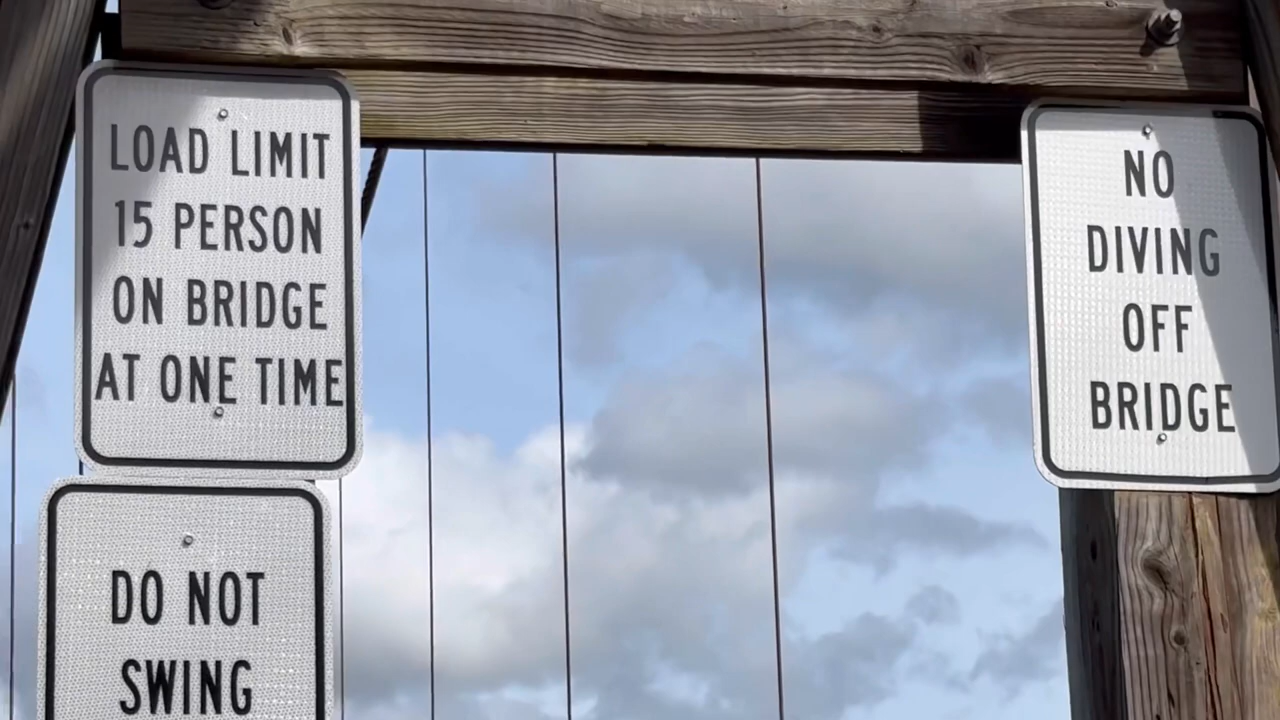 LOAD LIMIT
15 PERSON
ON BRIDGE
AT ONE TIME
DO NOT
SWING
NO
DIVING
OFF
BRIDGE